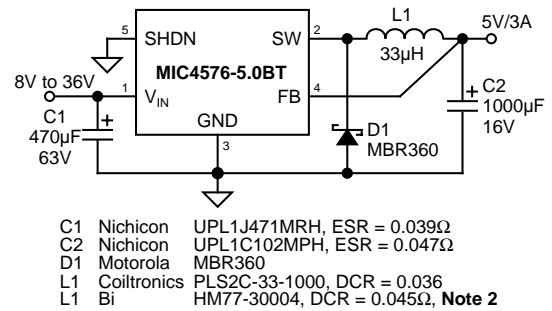 L1
5V/3A
5
SHDN
SW
2
33µH
MIC4576-5.0BT
8V to 36V
1
VIN
FB
4
C1
470µF
63V
GND
3
D1
MBR360
C2
1000µF
16V
+
+
C1 Nichicon UPL1J471MRH, ESR = 0.039Ω
C2 Nichicon UPL1C102MPH, ESR = 0.047Ω
D1 Motorola MBR360
L1 Coiltronics PLS2C-33-1000, DCR = 0.036
L1 Bi HM77-30004, DCR = 0.045Ω, Note 2